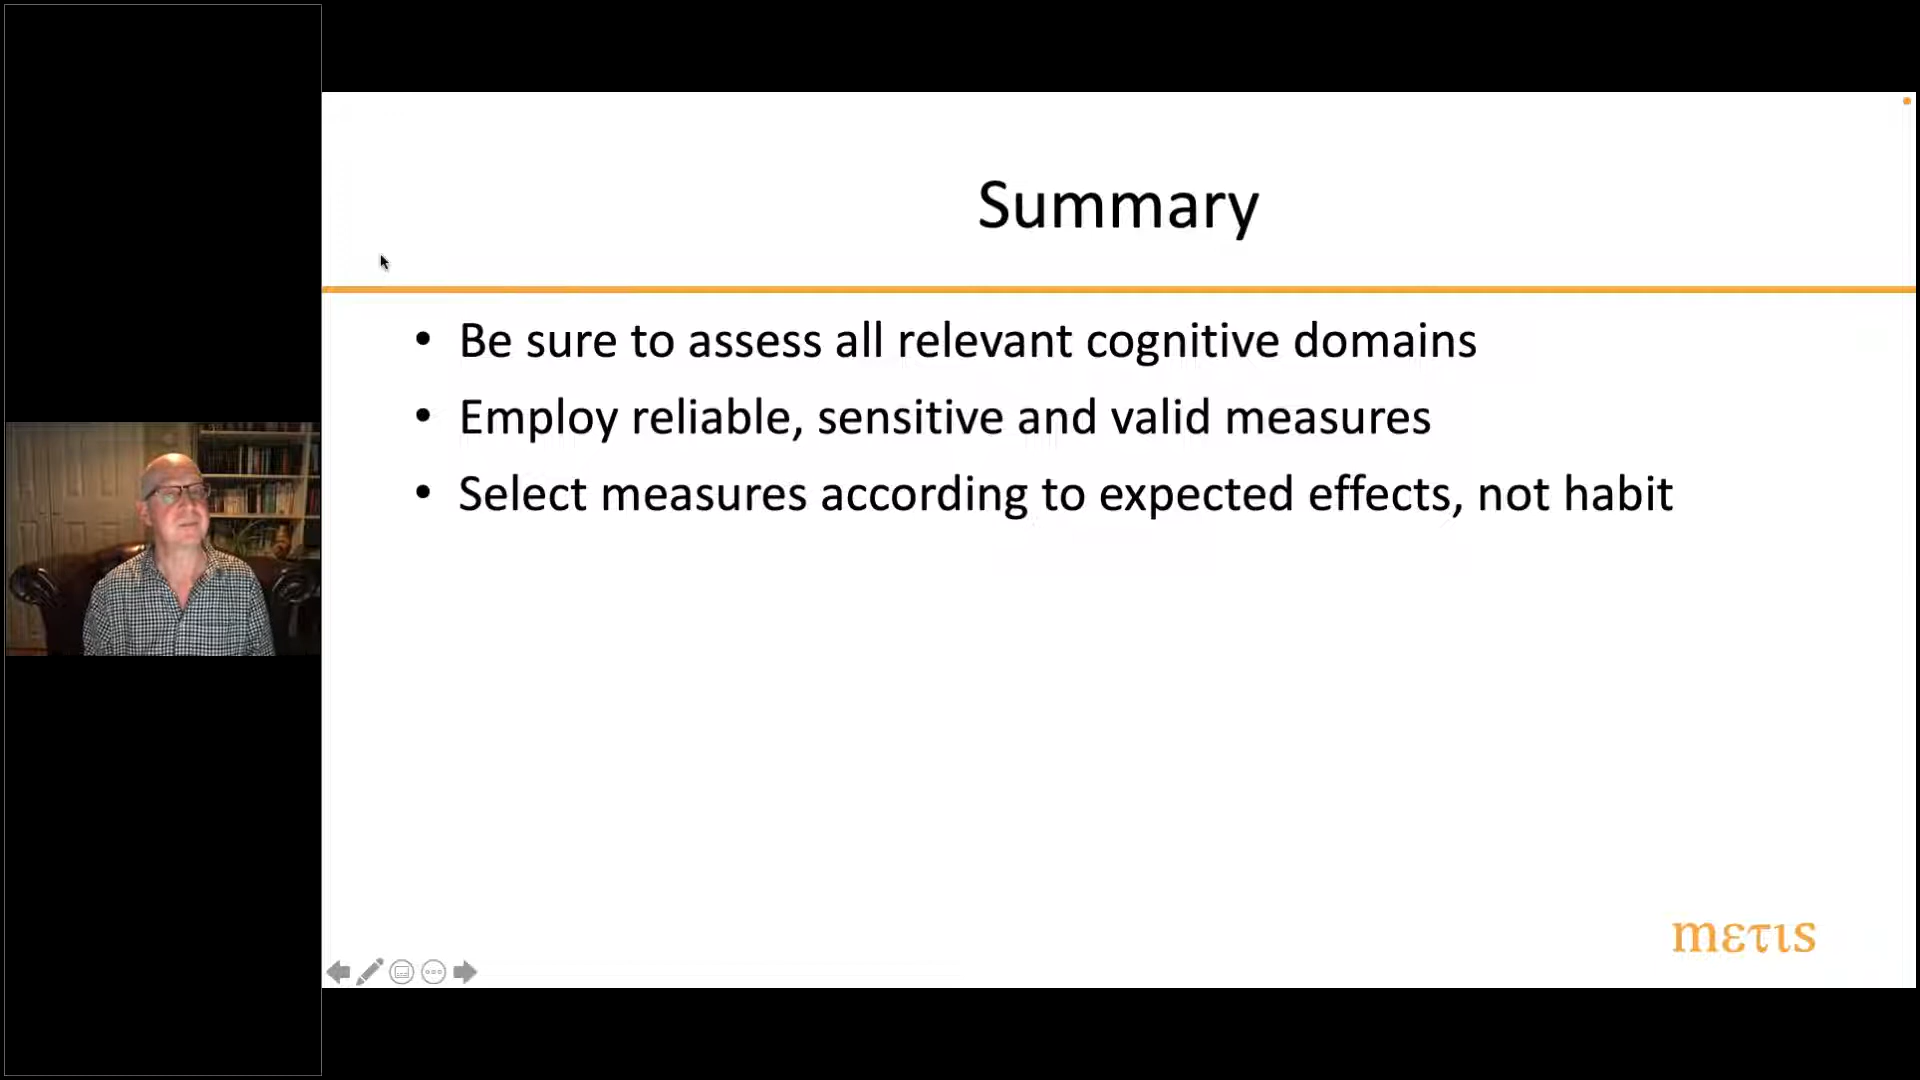 Summary
• Be sure to assess all relevant cognitive domains
• Employ reliable, sensitive and valid measures
• Select measures according to expected effects, not habit
mετιs